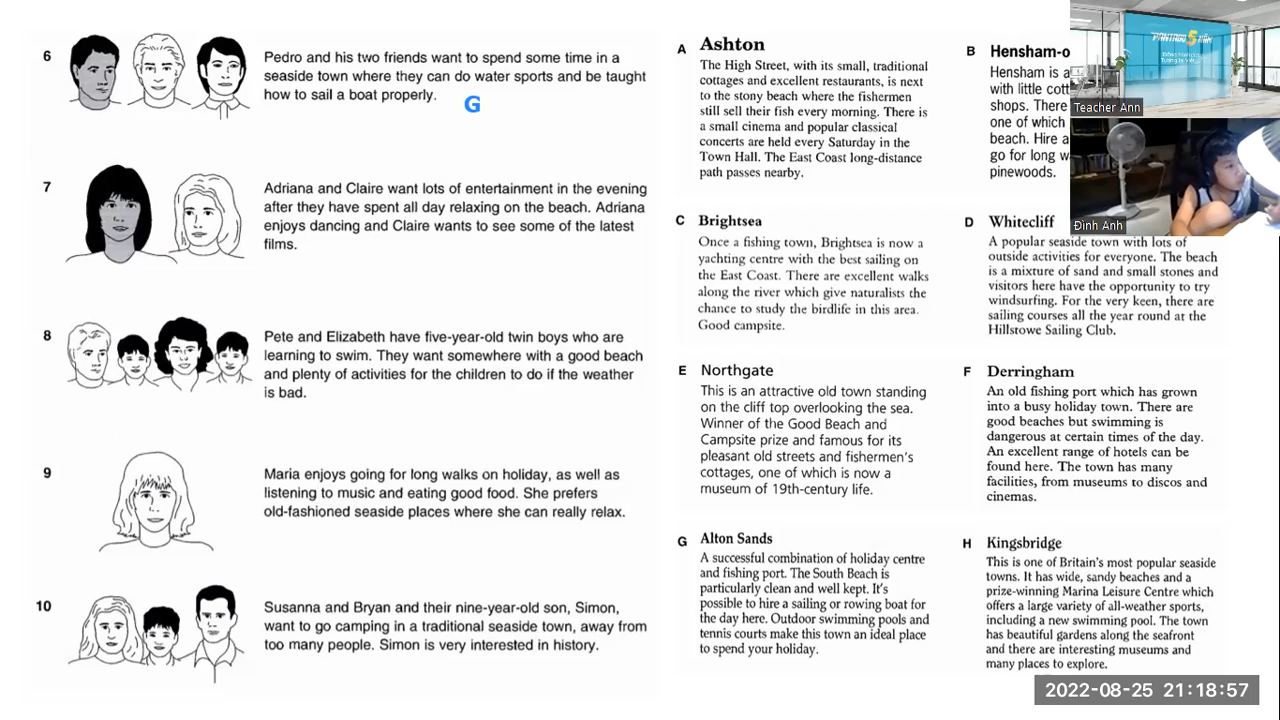 6
Pedro and his two friends want to spend some time in a
seaside town where they can do water sports and be taught
how to sail a boat properly.
G
7
Adriana and Claire want lots of entertainment in the evening
after they have spent all day relaxing on the beach. Adriana
enjoys dancing and Claire wants to see some of the latest
films.
8
Pete and Elizabeth have five-year-old twin boys who are
learning to swim. They want somewhere with a good beach
and plenty of activities for the children to do if the weather
is bad.
9
Maria enjoys going for long walks on holiday, as well as
listening to music and eating good food. She prefers
old-fashioned seaside places where she can really relax.
10
Susanna and Bryan and their nine-year-old son, Simon,
want to go camping in a traditional seaside town, away from
too many people. Simon is very interested in history.
A Ashton
The High Street, with its small, traditional
cottages and excellent restaurants, is next
to the stony beach where the fishermen
still sell their fish every morning. There is
a small cinema and popular classical
concerts are held every Saturday in the
Town Hall. The East Coast long-distance
path passes nearby.
B Hensham-o
Hensham is a
with little cott
shops. There
one of which
beach. Hire a
go for long w
pinewoods.
C Brightsea
Once a fishing town, Brightsea is now a
yachting centre with the best sailing on
the East Coast. There are excellent walks
along the river which give naturalists the
chance to study the birdlife in this area.
Good campsite.
D Whitecliff
A popular seaside town with lots of
outside activities for everyone. The beach
is a mixture of sand and small stones and
visitors here have the opportunity to try
windsurfing. For the very keen, there are
sailing courses all the year round at the
Hillstowe Sailing Club.
E Northgate
This is an attractive old town standing
on the cliff top overlooking the sea.
Winner of the Good Beach and
Campsite prize and famous for its
pleasant old streets and fishermen's
cottages, one of which is now a
museum of 19th-century life.
F Derringham
An old fishing port which has grown
into a busy holiday town. There are
good beaches but swimming is
dangerous at certain times of the day.
An excellent range of hotels can be
found here. The town has many
facilities, from museums to discos and
cinemas.
G Alton Sands
A successful combination of holiday centre
and fishing port. The South Beach is
particularly clean and well kept. It's
possible to hire a sailing or rowing boat for
the day here. Outdoor swimming pools and
tennis courts make this town an ideal place
to spend your holiday.
H Kingsbridge
This is one of Britain's most popular seaside
towns. It has wide, sandy beaches and a
prize-winning Marina Leisure Centre which
offers a large variety of all-weather sports,
including a new swimming pool. The town
has beautiful gardens along the seafront
and there are interesting museums and
many places to explore.
Teacher Ann
Đình Anh
2022-08-25 21:18:57